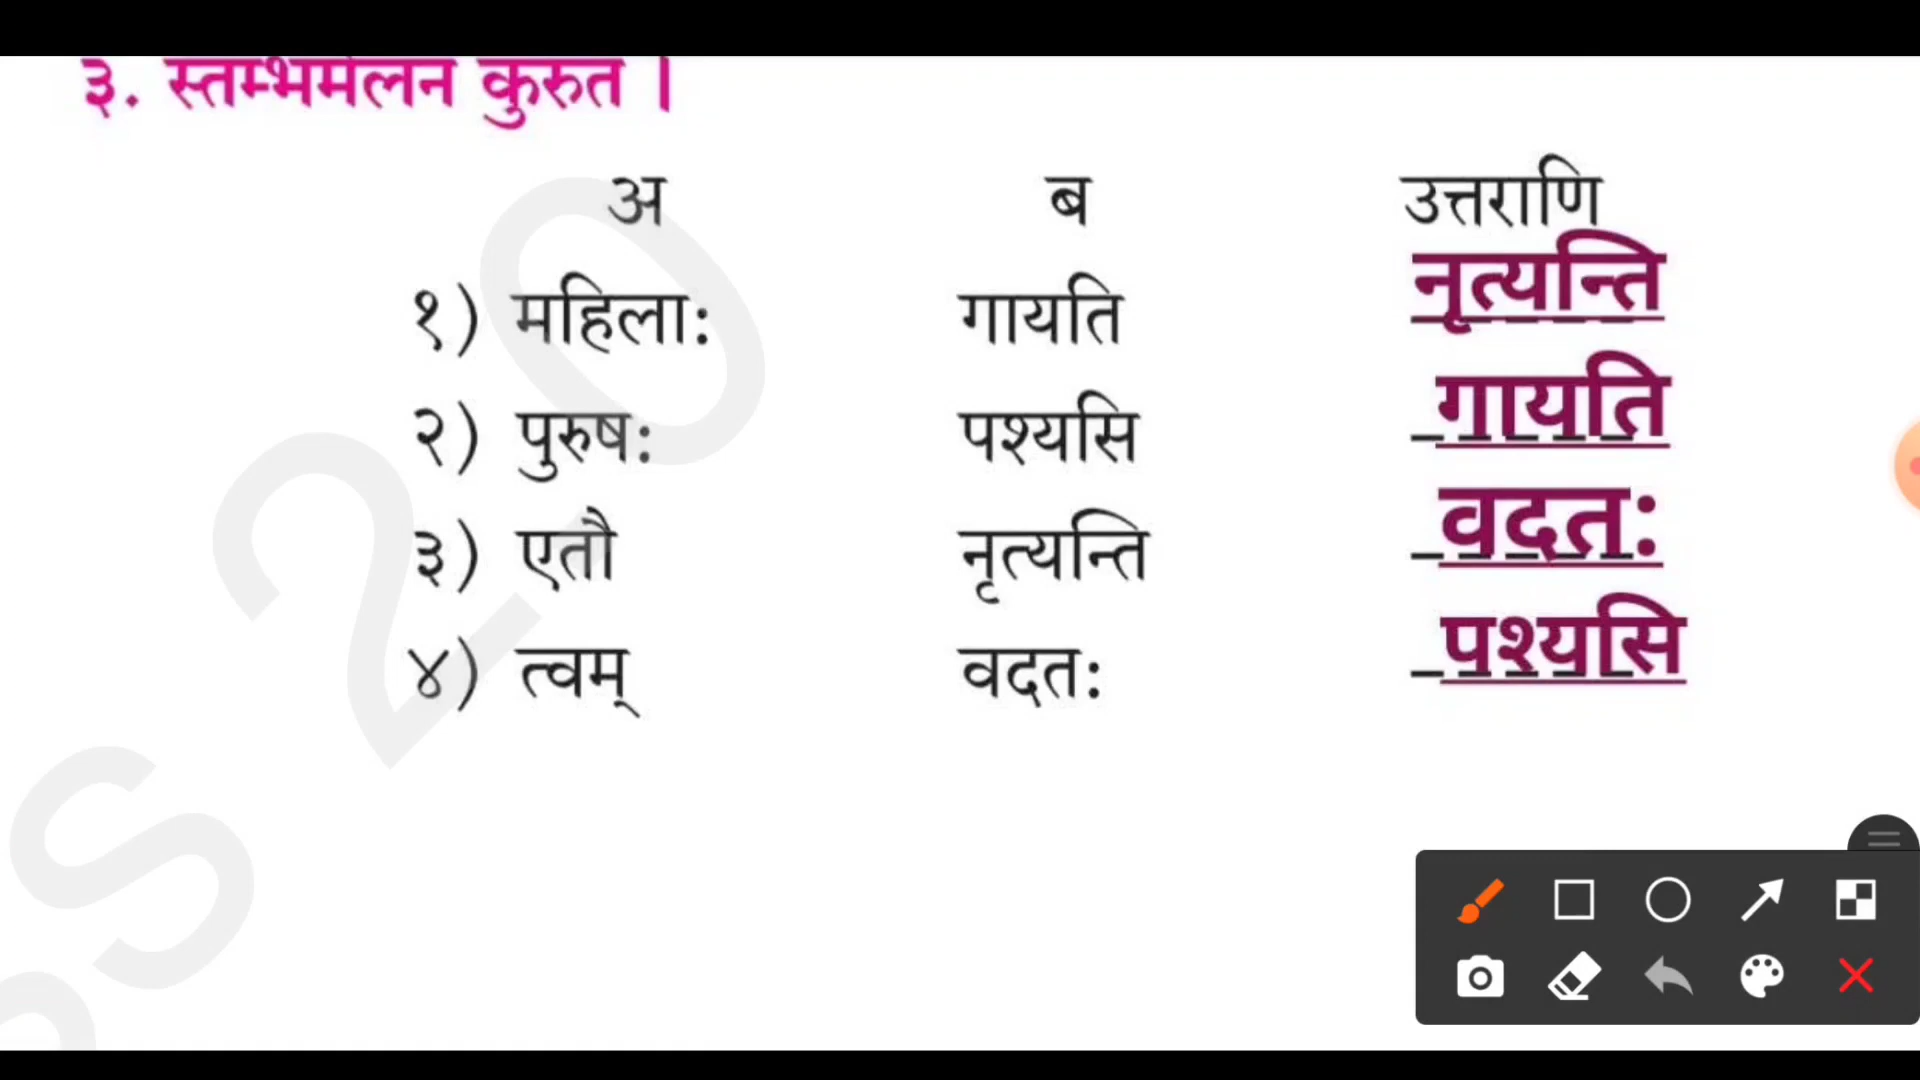 ३. स्तम्भमेलनं कुरुत ।
अ ब उत्तराणि
१) महिलाः गायति नृत्यन्ति
२) पुरुषः पश्यसि गायति
३) एतौ नृत्यन्ति वदतः
४) त्वम् वदतः पश्यसि